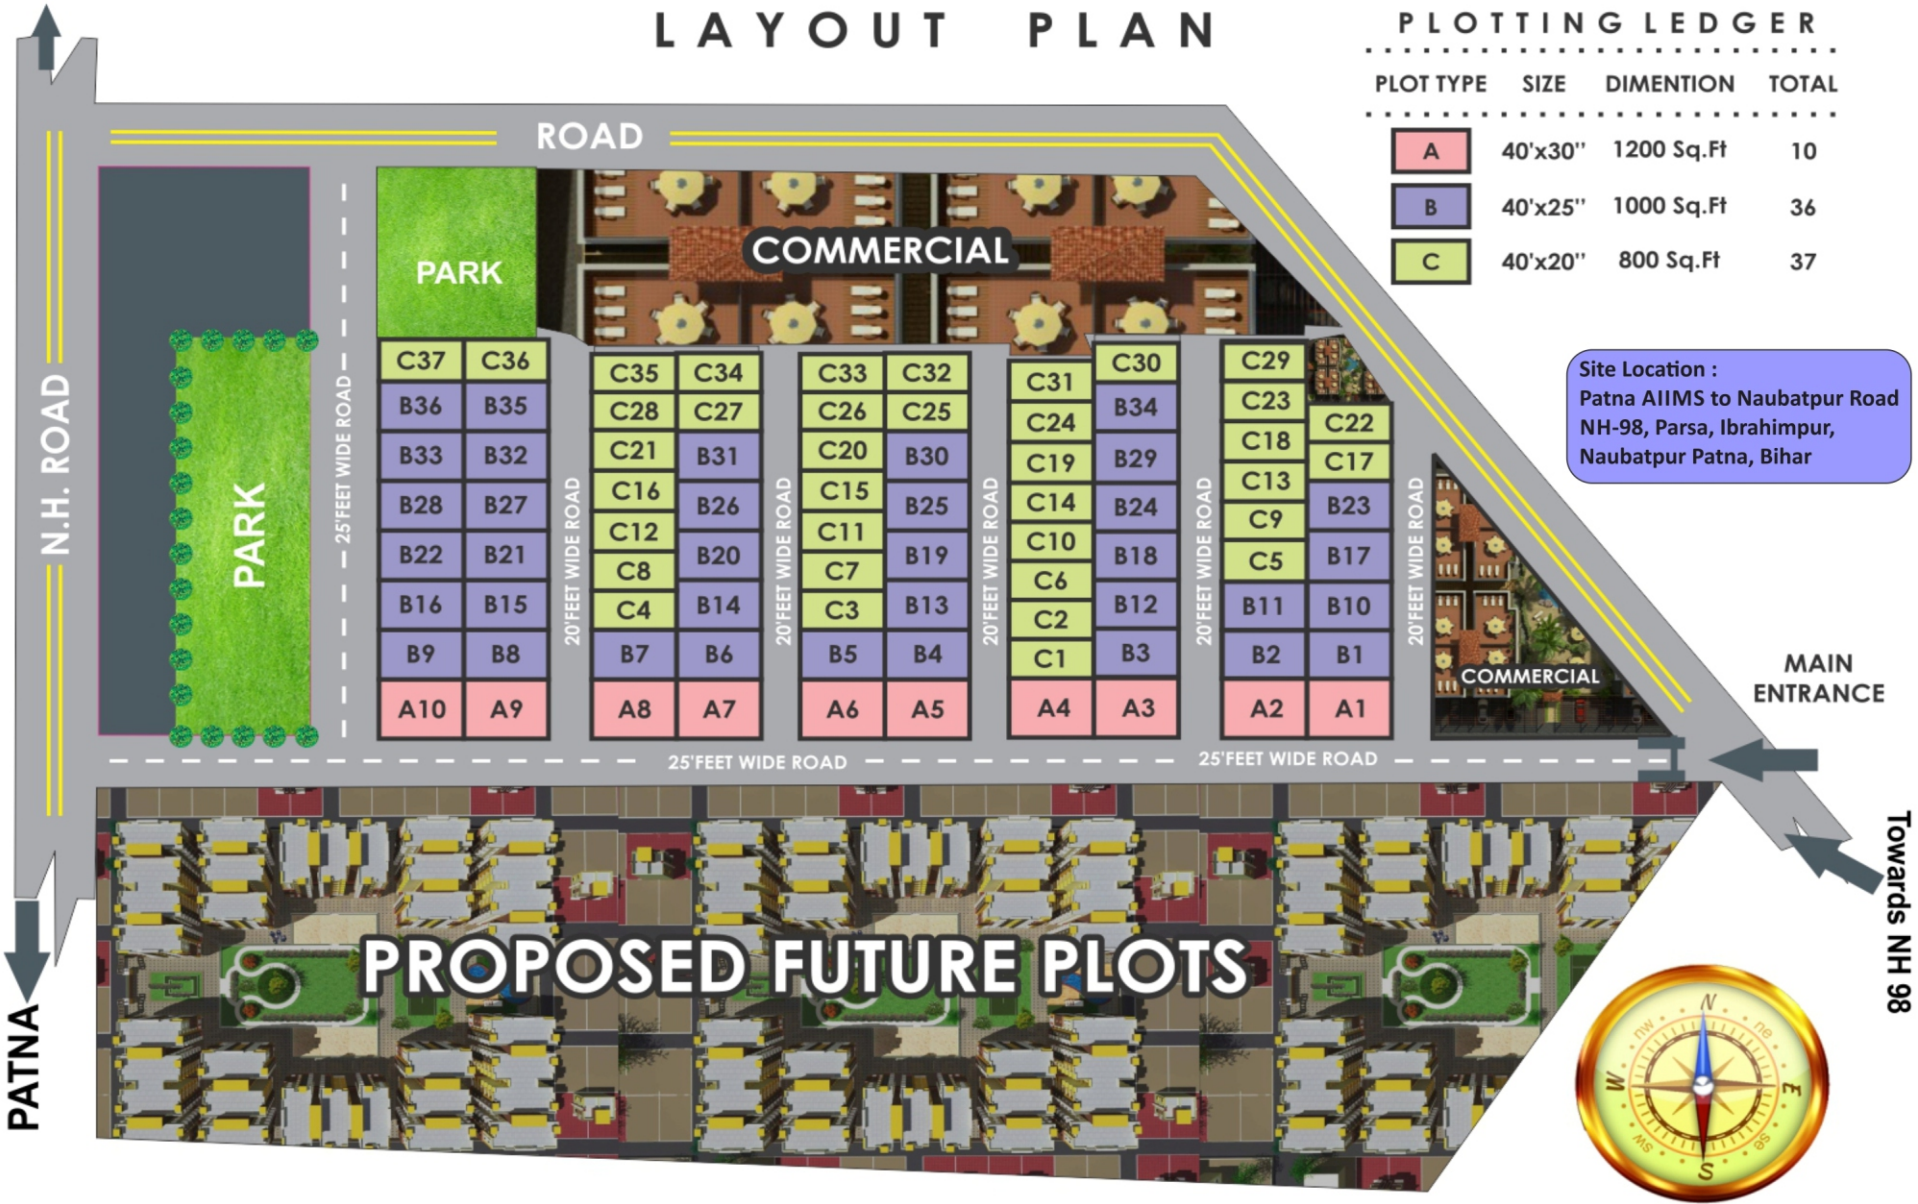 LAYOUT PLAN
PLOTTING LEDGER
PLOT TYPE SIZE DIMENTION TOTAL
A 40'x30" 1200 Sq.Ft 10
B 40'x25" 1000 Sq.Ft 36
C 40'x20" 800 Sq.Ft 37
Site Location :
Patna AIIMS to Naubatpur Road
NH-98, Parsa, Ibrahimpur,
Naubatpur Patna, Bihar
ROAD
N.H. ROAD
PARK
PARK
COMMERCIAL
25'FEET WIDE ROAD
C37 C36
B36 B35
B33 B32
B28 B27
B22 B21
B16 B15
B9 B8
A10 A9
20'FEET WIDE ROAD
C35 C34
C28 C27
C21 B31
C16 B26
C12 B20
C8
C4 B14
B7 B6
A8 A7
20'FEET WIDE ROAD
C33 C32
C26 C25
C20 B30
C15 B25
C11 B19
C7
C3 B13
B5 B4
A6 A5
20'FEET WIDE ROAD
C31 C30
C24 B34
C19 B29
C14 B24
C10 B18
C6 B12
C2
C1 B3
A4 A3
20'FEET WIDE ROAD
C29
C23 C22
C18 C17
C13 B23
C9
C5 B17
B11 B10
B2 B1
A2 A1
20'FEET WIDE ROAD
COMMERCIAL
MAIN
ENTRANCE
25'FEET WIDE ROAD
25'FEET WIDE ROAD
Towards NH 98
PROPOSED FUTURE PLOTS
PATNA
N
nw ne
W E
sw se
S